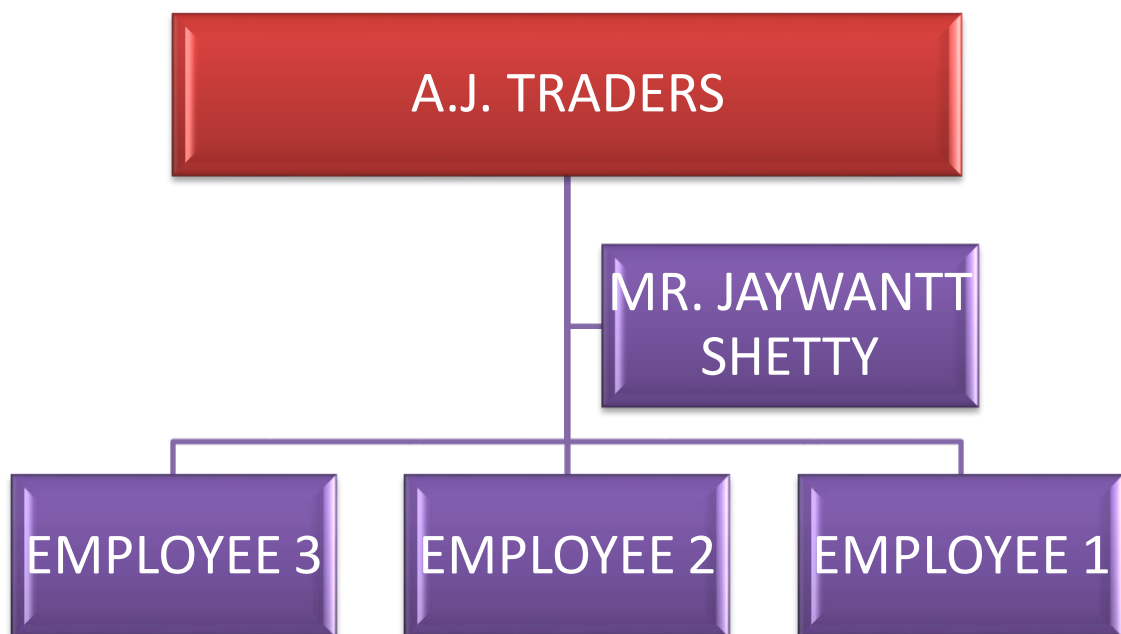 A.J. TRADERS
MR. JAYWANTT
SHETTY
EMPLOYEE 3
EMPLOYEE 2
EMPLOYEE 1